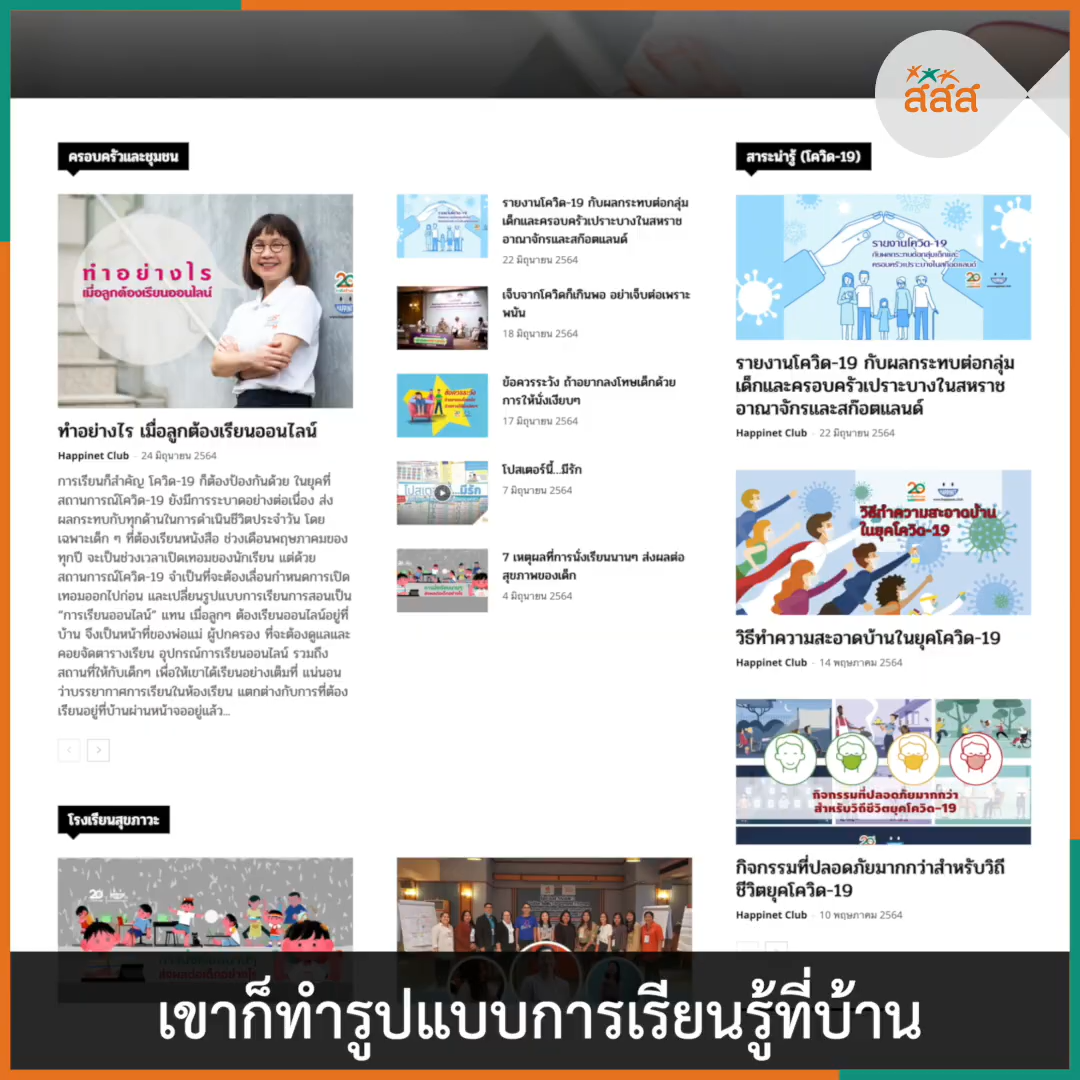 สสส
ครอบครัวและชุมชน
ทำอย่างไร
เมื่อลูกต้องเรียนออนไลน์
20
ทำอย่างไร เมื่อลูกต้องเรียนออนไลน์
Happinet Club - 24 มิถุนายน 2564
การเรียนก็สำคัญ โควิด-19 ก็ต้องป้องกันด้วย ในยุคที่
สถานการณ์โควิด-19 ยังมีการระบาดอย่างต่อเนื่อง ส่ง
ผลกระทบกับทุกด้านในการดำเนินชีวิตประจำวัน โดย
เฉพาะเด็ก ๆ ที่ต้องเรียนหนังสือ ช่วงเดือนพฤษภาคมของ
ทุกปี จะเป็นช่วงเวลาเปิดเทอมของนักเรียน แต่ด้วย
สถานการณ์โควิด-19 จำเป็นที่จะต้องเลื่อนกำหนดการเปิด
เทอมออกไปก่อน และเปลี่ยนรูปแบบการเรียนการสอนเป็น
“การเรียนออนไลน์” แทน เมื่อลูกๆ ต้องเรียนออนไลน์อยู่ที่
บ้าน จึงเป็นหน้าที่ของพ่อแม่ ผู้ปกครอง ที่จะต้องดูแลและ
คอยจัดตารางเรียน อุปกรณ์การเรียนออนไลน์ รวมถึง
สถานที่ให้กับเด็กๆ เพื่อให้เขาได้เรียนอย่างเต็มที่ แน่นอน
ว่าบรรยากาศการเรียนในห้องเรียน แตกต่างกับการที่ต้อง
เรียนอยู่ที่บ้านผ่านหน้าจออยู่แล้ว...
รายงานโควิด-19 กับผลกระทบต่อกลุ่ม
เด็กและครอบครัวเปราะบางในสหราช
อาณาจักรและสก๊อตแลนด์
22 มิถุนายน 2564
เจ็บจากโควิดก็เกินพอ อย่าเจ็บต่อเพราะ
พนัน
18 มิถุนายน 2564
ข้อควรระวัง ถ้าอยากลงโทษเด็กด้วย
การให้นั่งเงียบๆ
17 มิถุนายน 2564
โปสเตอร์นี้...มีรัก
7 มิถุนายน 2564
7 เหตุผลที่การนั่งเรียนนานๆ ส่งผลต่อ
สุขภาพของเด็ก
4 มิถุนายน 2564
สาระน่ารู้ (โควิด-19)
รายงานโควิด-19
กับผลกระทบต่อกลุ่มเด็กและ
ครอบครัวเปราะบางในสก๊อตแลนด์
20
รายงานโควิด-19 กับผลกระทบต่อกลุ่ม
เด็กและครอบครัวเปราะบางในสหราช
อาณาจักรและสก๊อตแลนด์
Happinet Club - 22 มิถุนายน 2564
20
วิธีทำความสะอาดบ้าน
ในยุคโควิด-19
วิธีทำความสะอาดบ้านในยุคโควิด-19
Happinet Club - 14 พฤษภาคม 2564
กิจกรรมที่ปลอดภัยมากกว่า
สำหรับวิถีชีวิตยุคโควิด-19
20
กิจกรรมที่ปลอดภัยมากกว่าสำหรับวิถี
ชีวิตยุคโควิด-19
Happinet Club - 10 พฤษภาคม 2564
โรงเรียนสุขภาวะ
20
เขาก็ทำรูปแบบการเรียนรู้ที่บ้าน